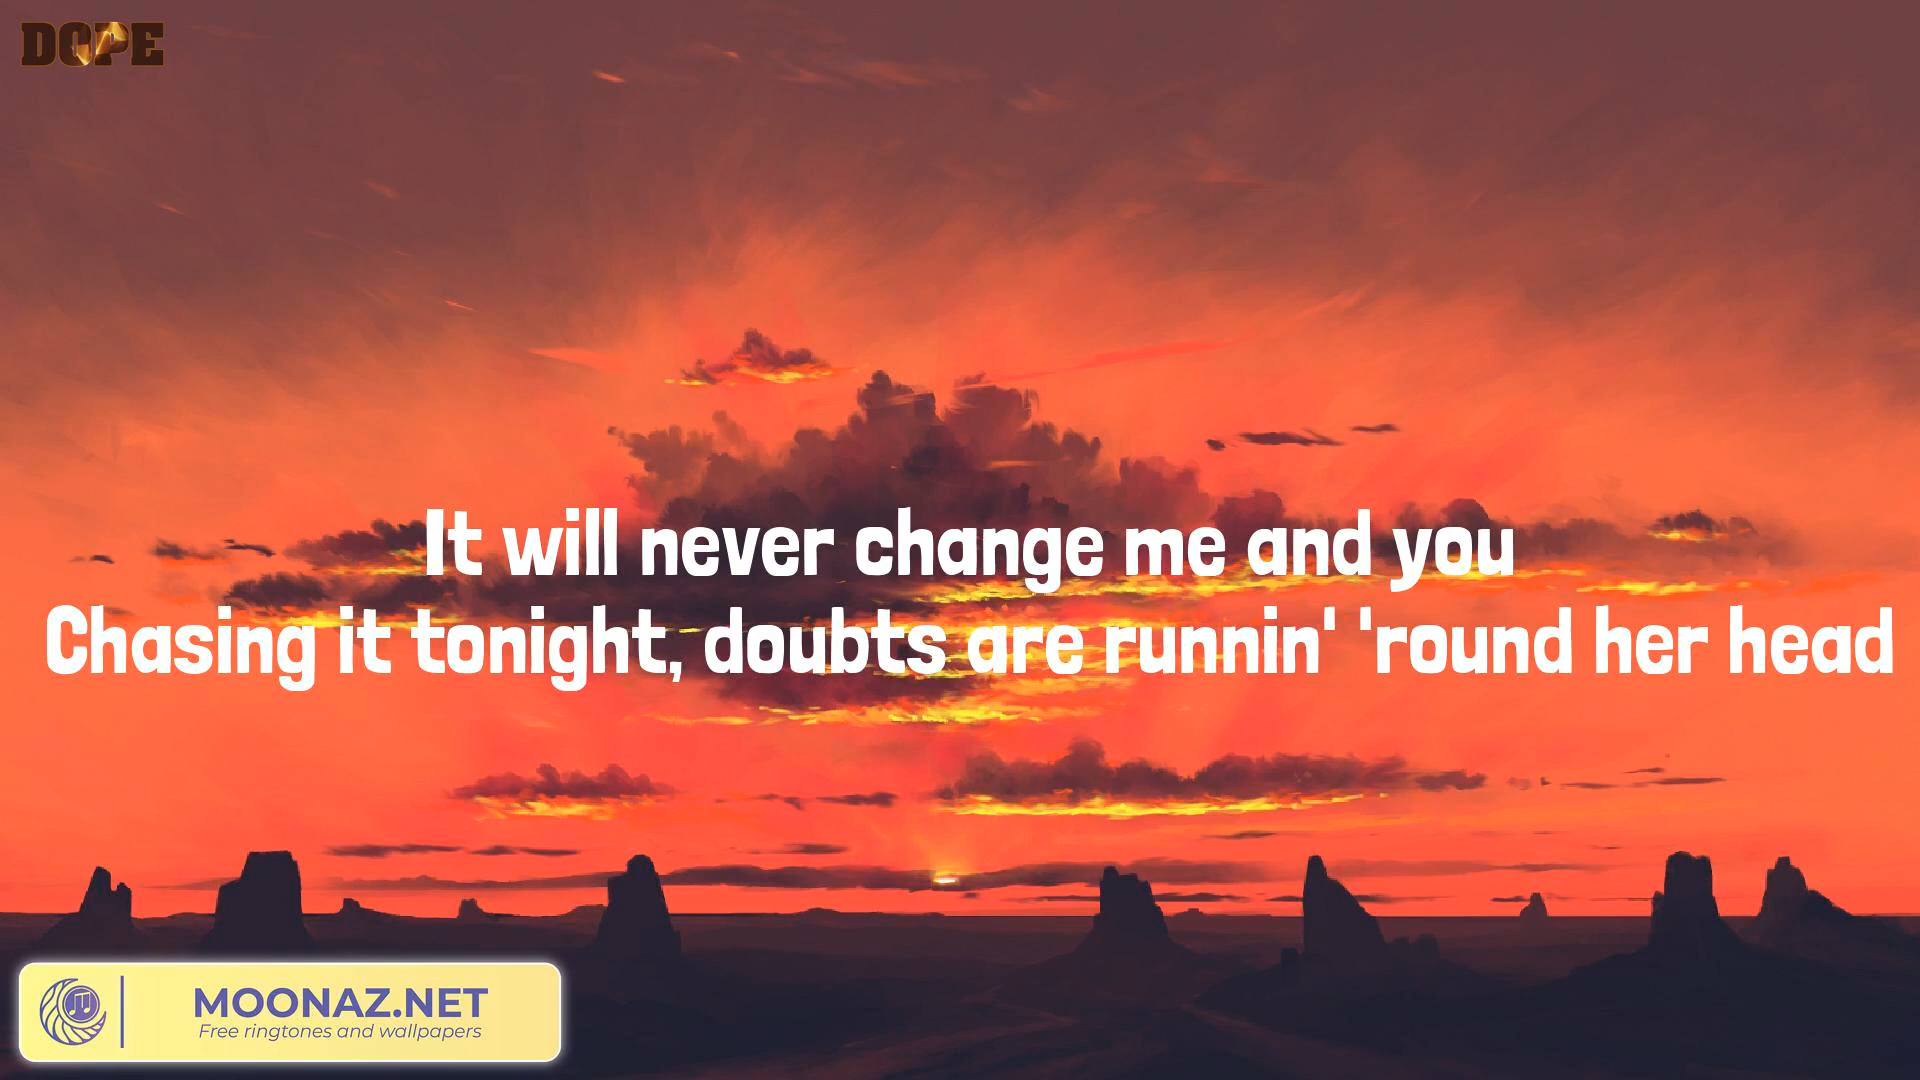 DOPE
It will never change me and you
Chasing it tonight, doubts are runnin' 'round her head
MOONAZ.NET
Free ringtones and wallpapers